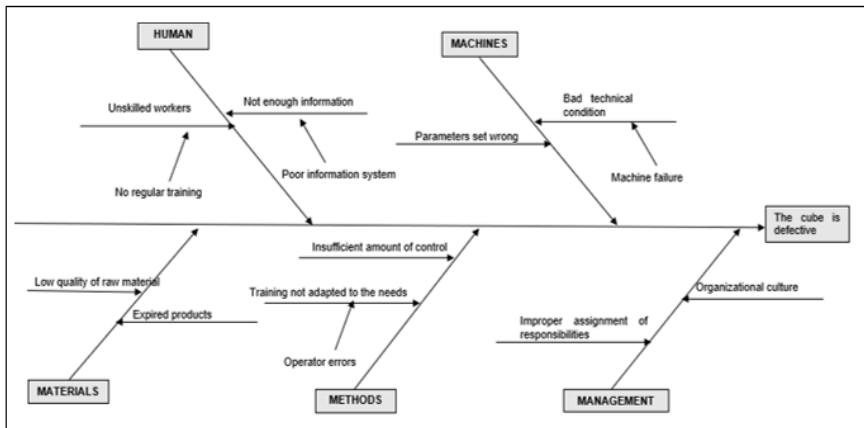 HUMAN
MACHINES
Unskilled workers
Not enough information
Bad technical
condition
Parameters set wrong
No regular training
Poor information system
Machine failure
The cube is
defective
Insufficient amount of control
Low quality of raw material
Training not adapted to the needs
Organizational culture
Expired products
Improper assignment of
responsibilities
Operator errors
MATERIALS
METHODS
MANAGEMENT